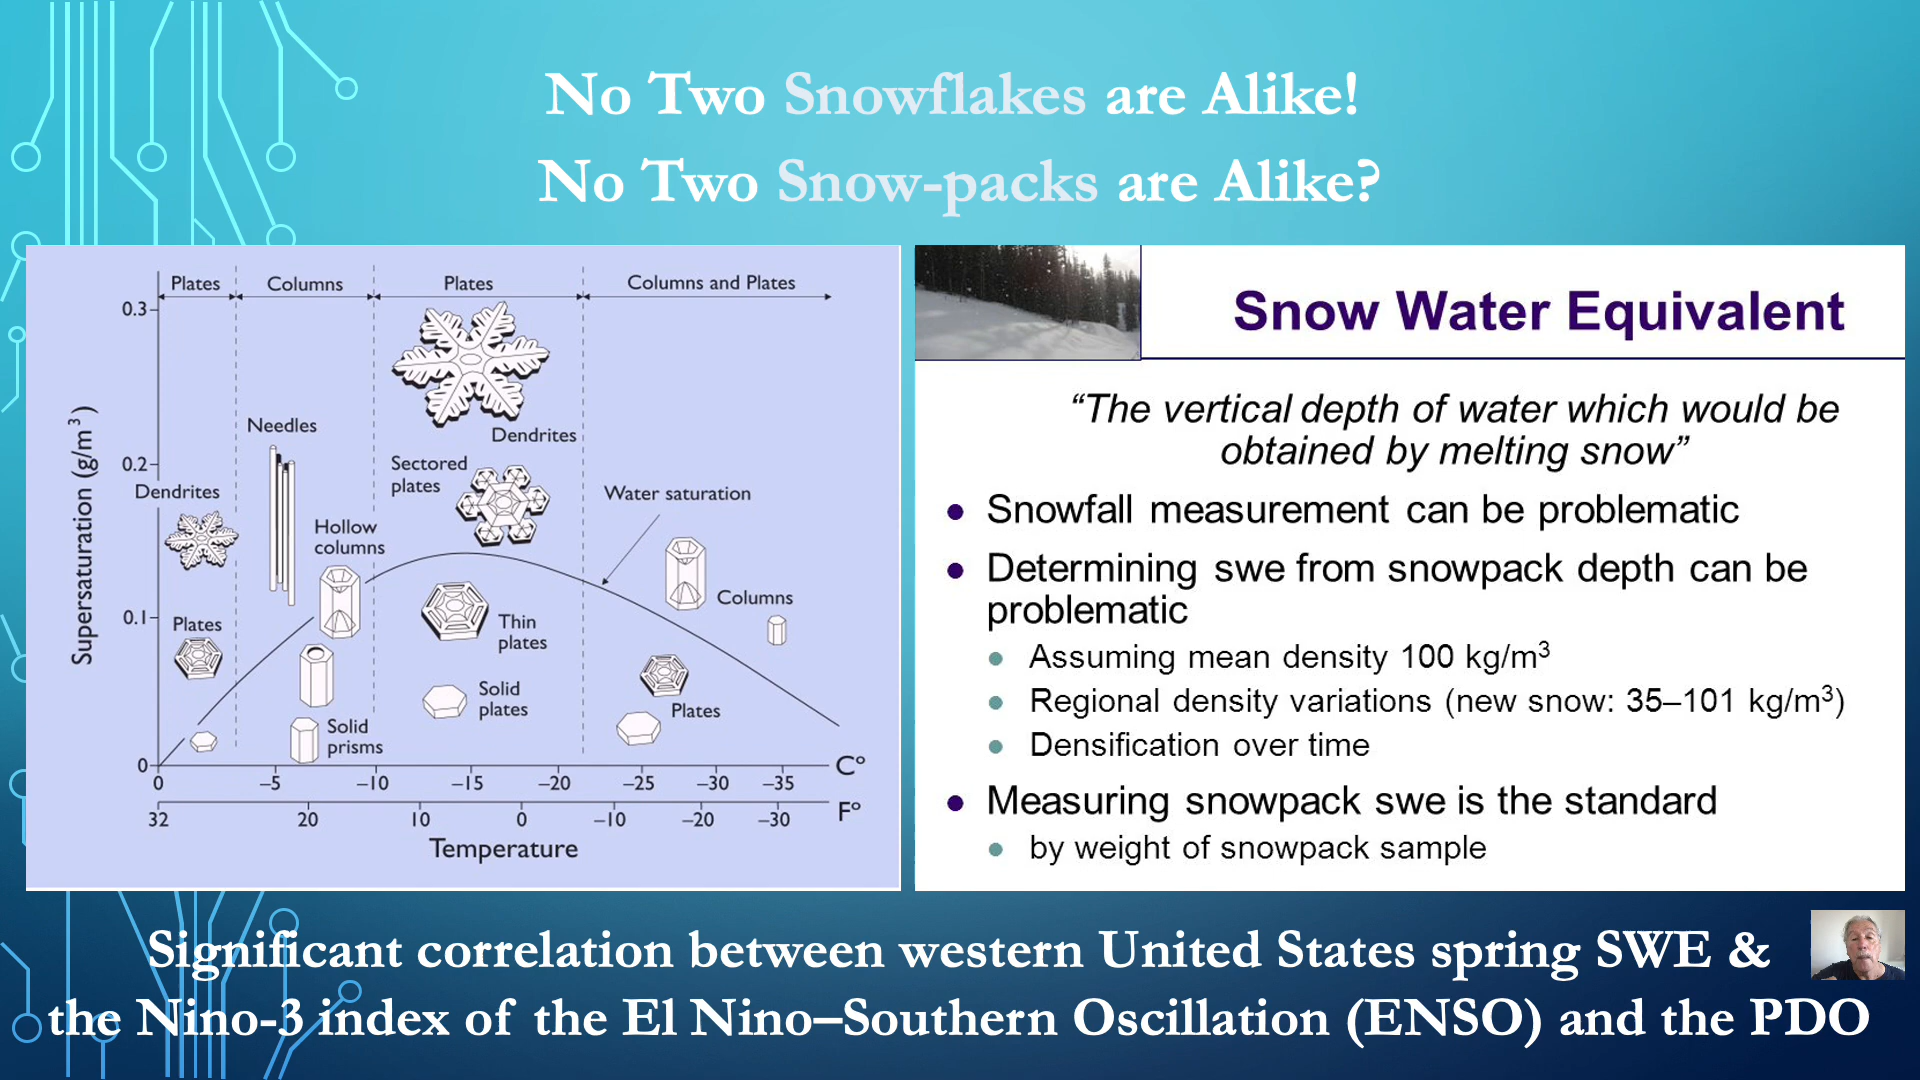 No Two Snowflakes are Alike!
No Two Snow-packs are Alike?
Plates
Columns
Plates
Columns and Plates
0.3
Dendrites
Needles
Sectored
plates
0.2
Dendrites
Water saturation
Hollow
columns
Supersaturation (g/m³)
0.1
Plates
Thin
plates
Columns
Solid
plates
Plates
Solid
prisms
0
C°
0 –5 –10 –15 –20 –25 –30 –35
F°
32 20 10 0 –10 –20 –30
Temperature
Snow Water Equivalent
“The vertical depth of water which would be
obtained by melting snow”
● Snowfall measurement can be problematic
● Determining swe from snowpack depth can be
problematic
● Assuming mean density 100 kg/m³
● Regional density variations (new snow: 35–101 kg/m³)
● Densification over time
● Measuring snowpack swe is the standard
● by weight of snowpack sample
Significant correlation between western United States spring SWE &
the Nino-3 index of the El Nino–Southern Oscillation (ENSO) and the PDO